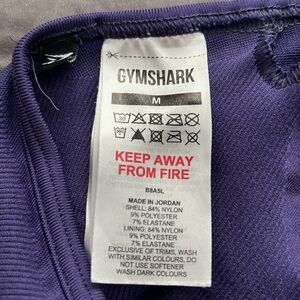 GYMSHARK
M
KEEP AWAY
FROM FIRE
B8A5L
MADE IN JORDAN
SHELL: 84% NYLON
9% POLYESTER
7% ELASTANE
LINING: 84% NYLON
9% POLYESTER
7% ELASTANE
EXCLUSIVE OF TRIMS, WASH
WITH SIMILAR COLOURS, DO
NOT USE SOFTENER
WASH DARK COLOURS